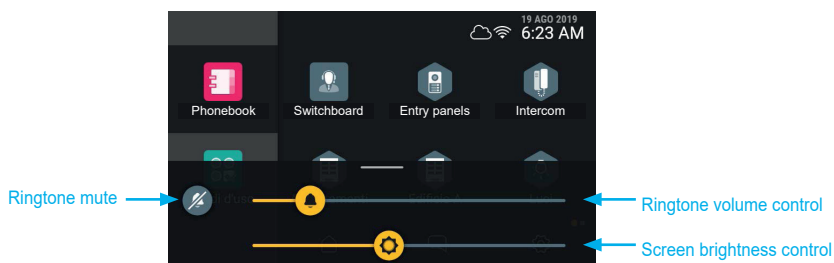 19 AGO 2019
6:23 AM
Phonebook
Switchboard
Entry panels
Intercom
Ringtone mute
Ringtone volume control
Screen brightness control